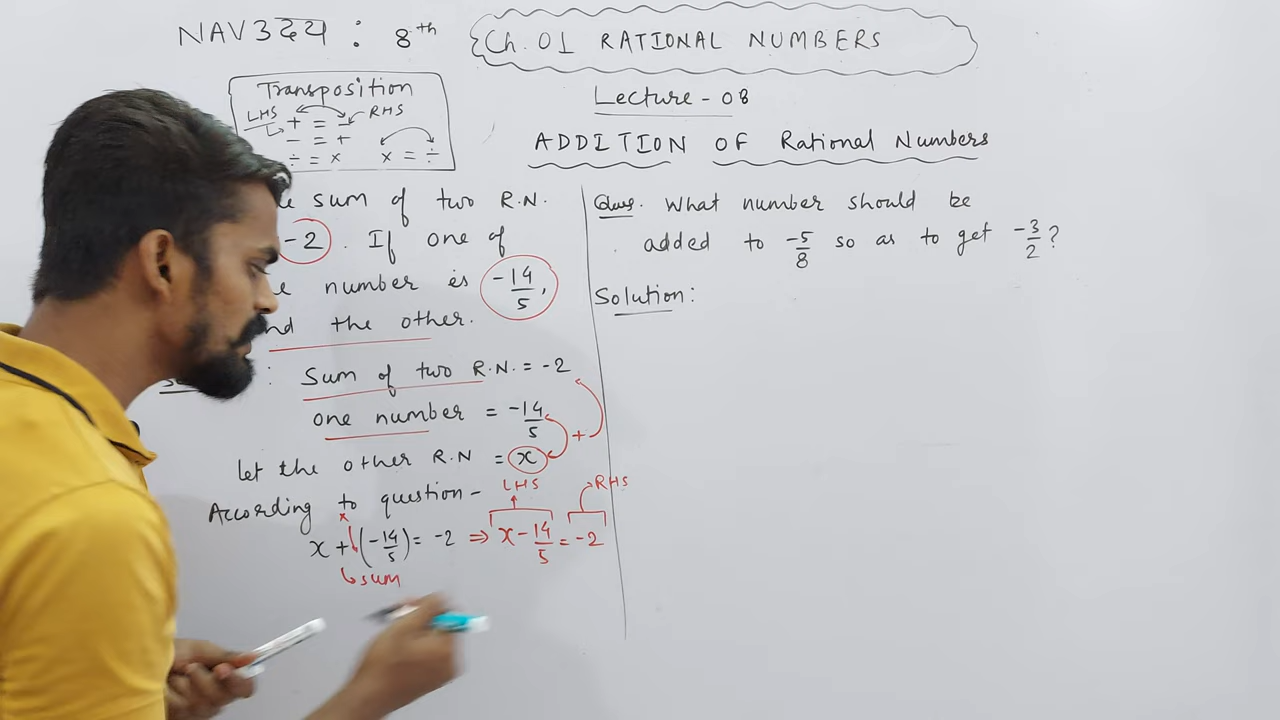 NAV3दय : 8th
Ch. 01 RATIONAL NUMBERS
Transposition
LHS + = - RHS
- = +
÷ = × × = ÷
Lecture - 08
ADDITION OF Rational Numbers
sum of two R.N.
-2. If one of
number is -14/5,
the other.
: Sum of two R.N. = -2
one number = -14/5
+
let the other R.N = x
According to question -
LHS
RHS
×
x + (-14/5) = -2 ⇒ x - 14/5 = -2
sum
Ques. What number should be
added to -5/8 so as to get -3/2?
Solution: